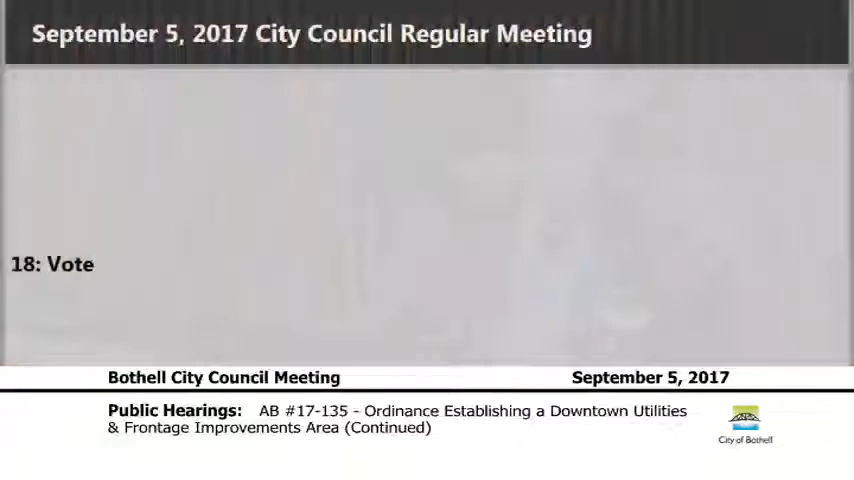 September 5, 2017 City Council Regular Meeting
18: Vote
Bothell City Council Meeting September 5, 2017
Public Hearings: AB #17-135 - Ordinance Establishing a Downtown Utilities
& Frontage Improvements Area (Continued)
City of Bothell